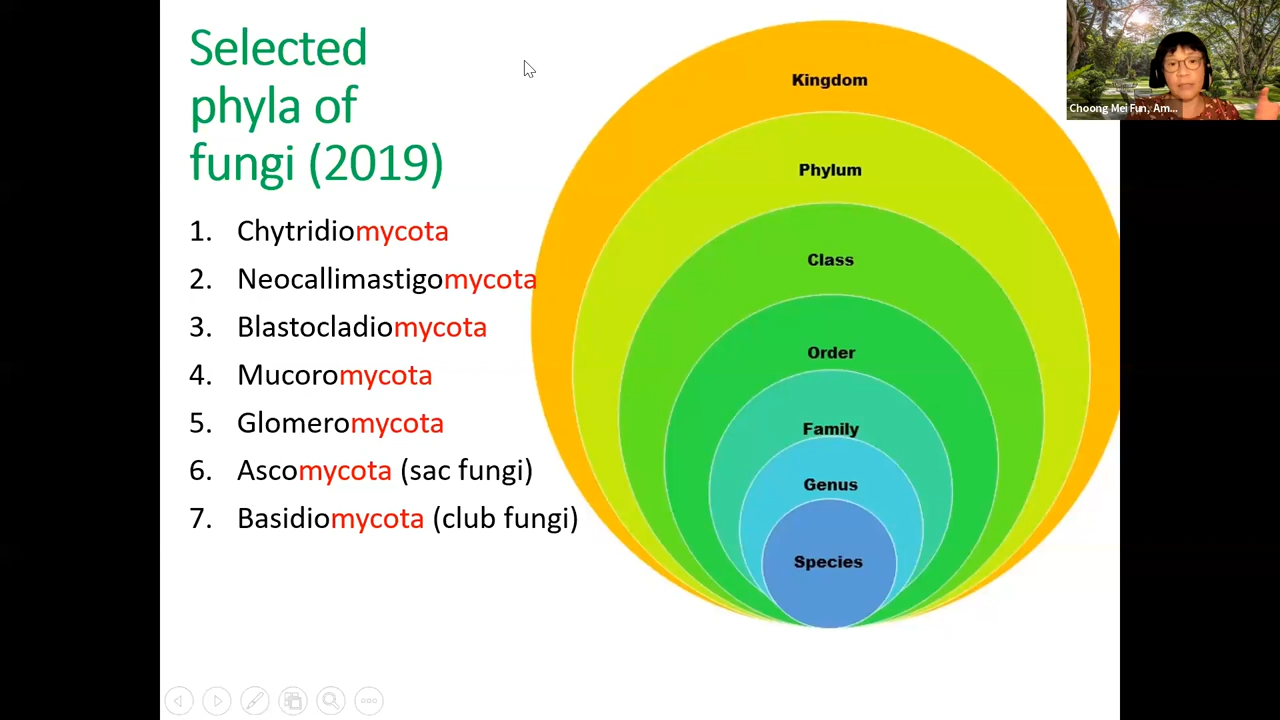 Selected
phyla of
fungi (2019)
1. Chytridiomycota
2. Neocallimastigomycota
3. Blastocladiomycota
4. Mucoromycota
5. Glomeromycota
6. Ascomycota (sac fungi)
7. Basidiomycota (club fungi)
Kingdom
Phylum
Class
Order
Family
Genus
Species
Choong Mei Fun, Am...